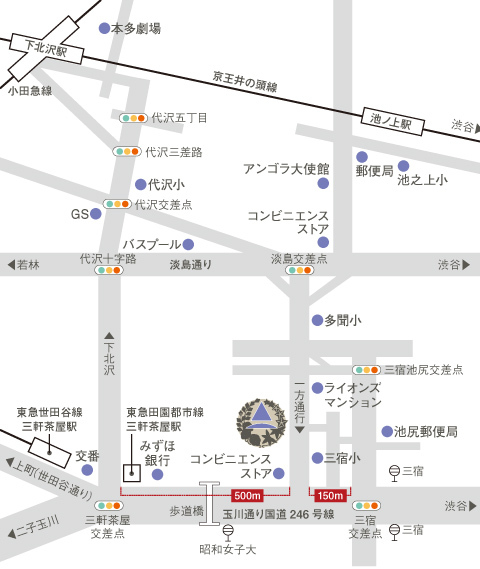 本多劇場
下北沢駅
京王井の頭線
小田急線
池ノ上駅
渋谷▶
代沢五丁目
代沢三差路
アンゴラ大使館
郵便局
池之上小
代沢小
代沢交差点
GS
コンビニエンス
ストア
バスプール
代沢十字路
淡島通り
淡島交差点
◀若林
渋谷▶
多聞小
▲下北沢
三宿池尻交差点
一方通行▼
ライオンズ
マンション
東急世田谷線
三軒茶屋駅
東急田園都市線
三軒茶屋駅
池尻郵便局
みずほ
銀行
交番
コンビニエンス
ストア
三宿小
三宿
◀上町(世田谷通り)
500m
150m
歩道橋
玉川通り国道 246 号線
渋谷▶
◀二子玉川
三軒茶屋
交差点
三宿
交差点
三宿
昭和女子大